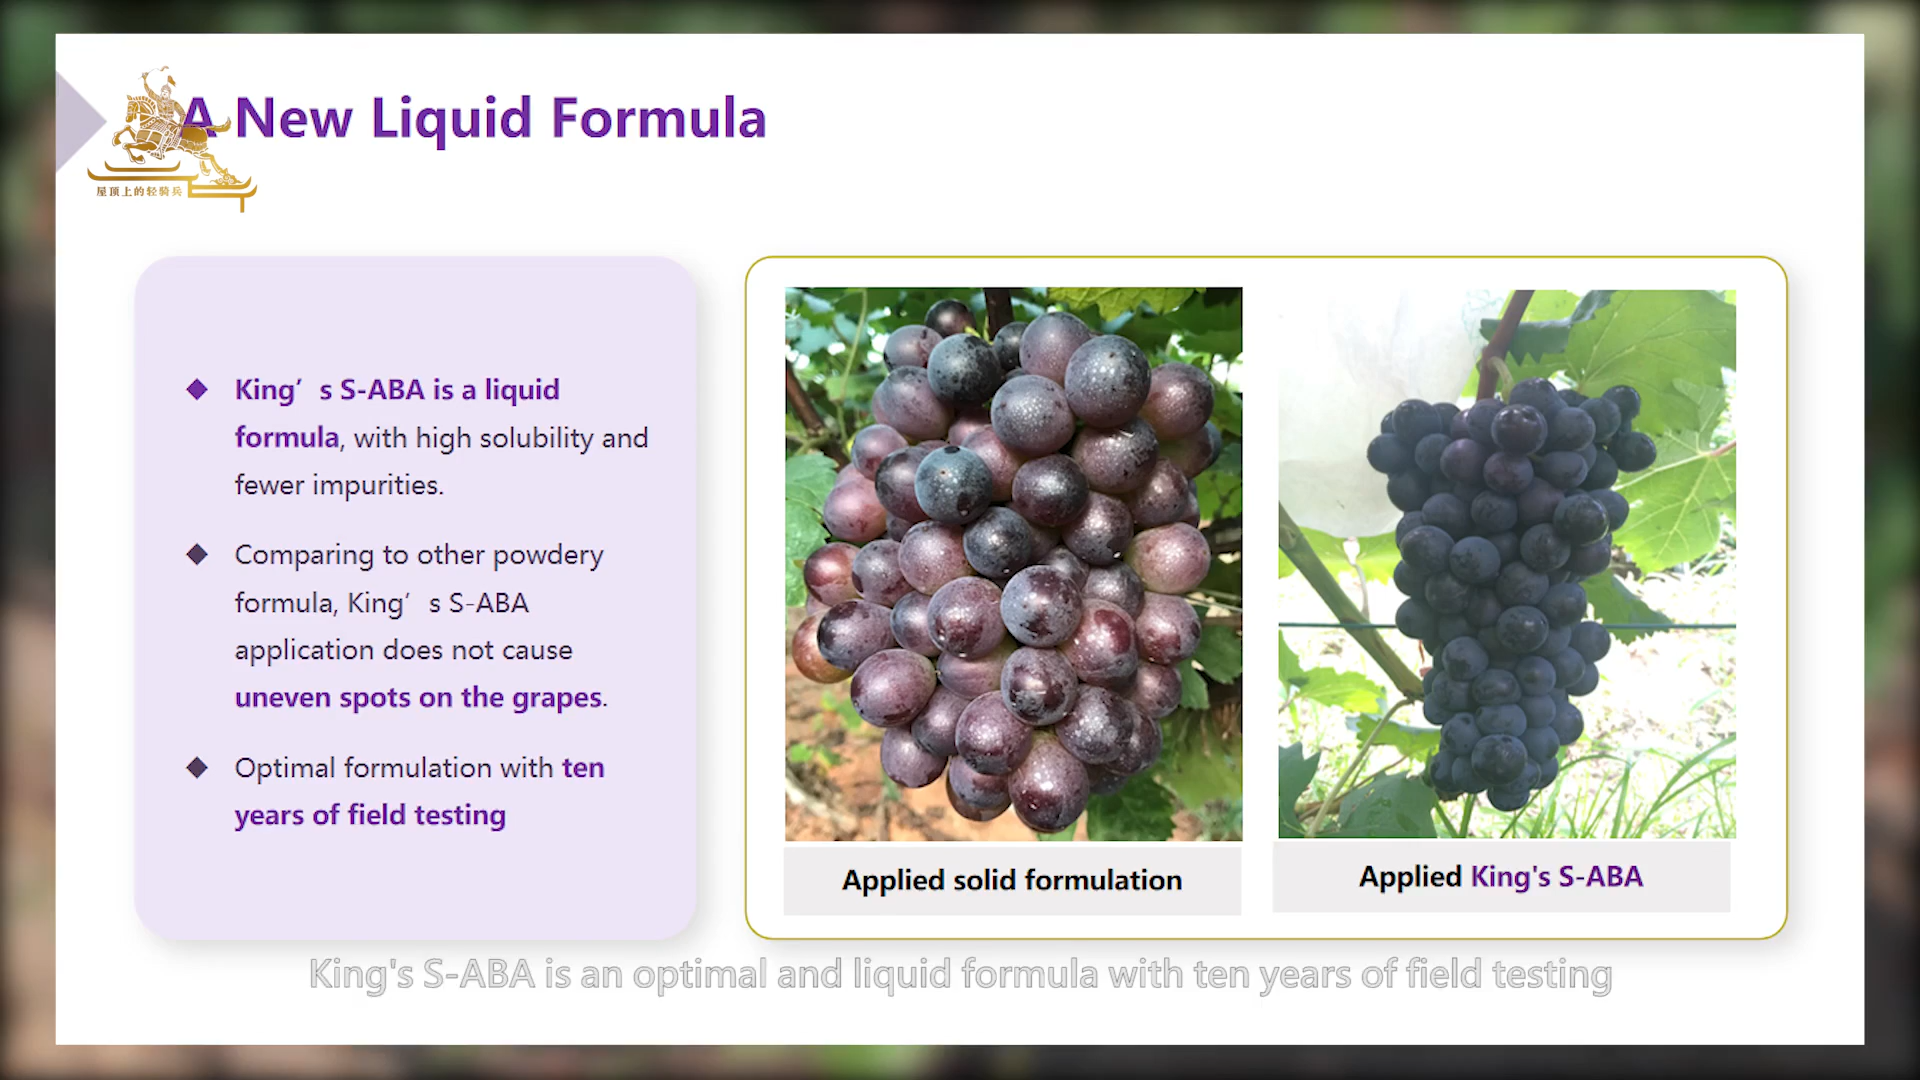 A New Liquid Formula
屋顶上的轻骑兵
King’s S-ABA is a liquid
formula, with high solubility and
fewer impurities.
Comparing to other powdery
formula, King’s S-ABA
application does not cause
uneven spots on the grapes.
Optimal formulation with ten
years of field testing
Applied solid formulation
Applied King's S-ABA
King's S-ABA is an optimal and liquid formula with ten years of field testing